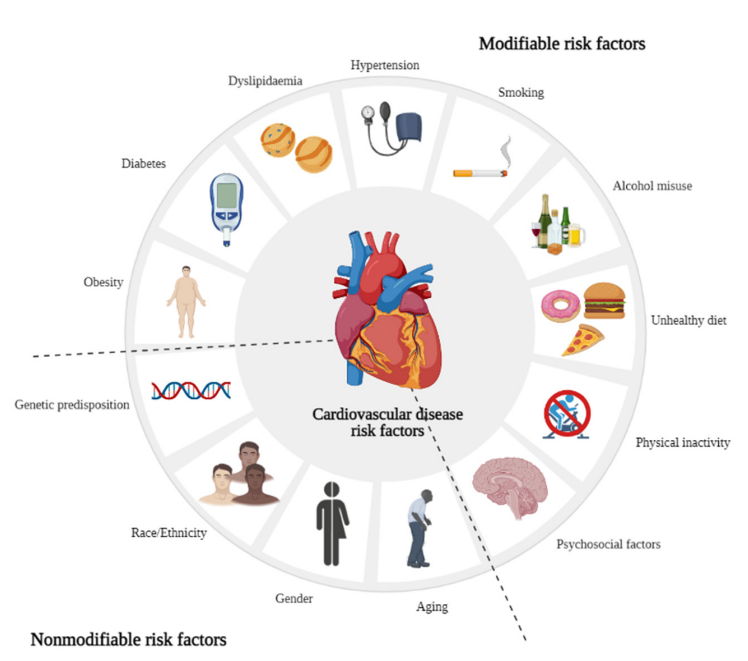 Modifiable risk factors
Hypertension
Dyslipidaemia
Smoking
Diabetes
Alcohol misuse
Obesity
Unhealthy diet
Genetic predisposition
Cardiovascular disease
risk factors
Physical inactivity
Race/Ethnicity
Psychosocial factors
Gender
Aging
Nonmodifiable risk factors